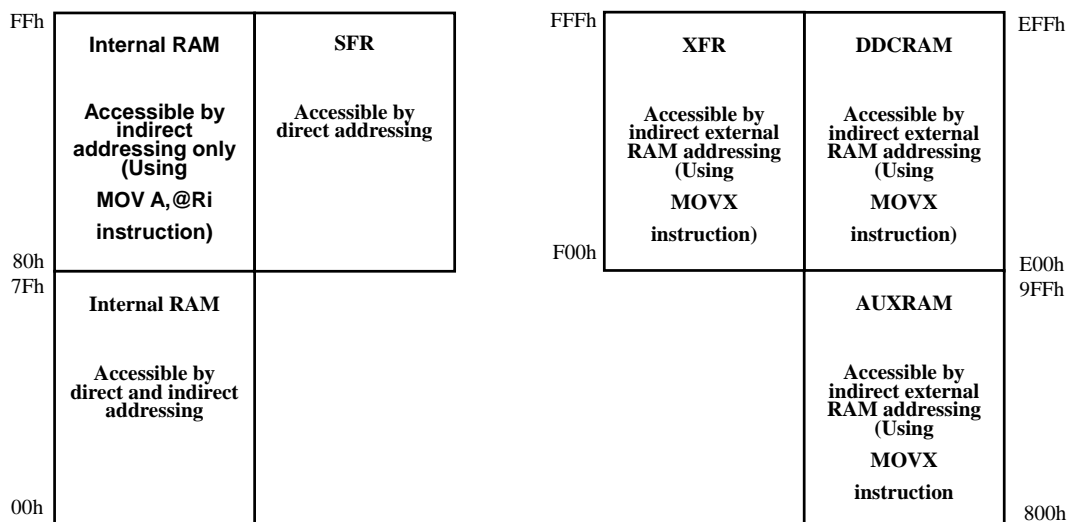 FFh
Internal RAM
Accessible by
indirect
addressing only
(Using
MOV A,@Ri
instruction)
80h
SFR
Accessible by
direct addressing
7Fh
Internal RAM
Accessible by
direct and indirect
addressing
00h
FFFh
XFR
Accessible by
indirect external
RAM addressing
(Using
MOVX
instruction)
F00h
EFFh
DDCRAM
Accessible by
indirect external
RAM addressing
(Using
MOVX
instruction)
E00h
9FFh
AUXRAM
Accessible by
indirect external
RAM addressing
(Using
MOVX
instruction
800h